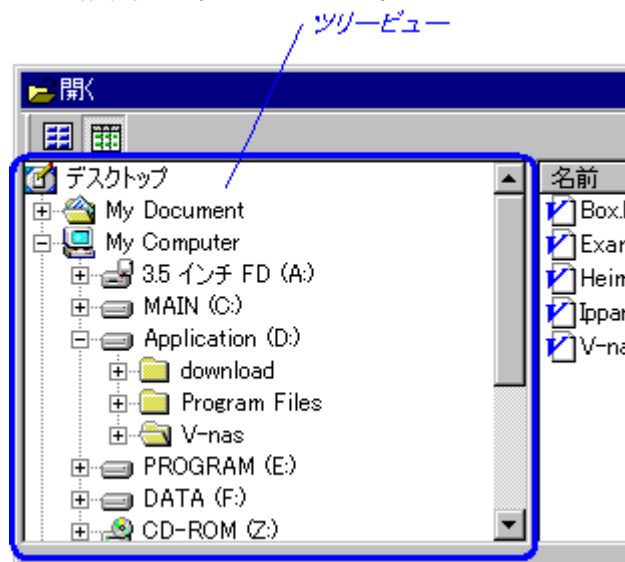 ツリービュー
開く
デスクトップ
My Document
My Computer
3.5 インチ FD (A:)
MAIN (C:)
Application (D:)
download
Program Files
V-nas
PROGRAM (E:)
DATA (F:)
CD-ROM (Z:)
名前
Box.
Exa
Heim
Ippa
V-na